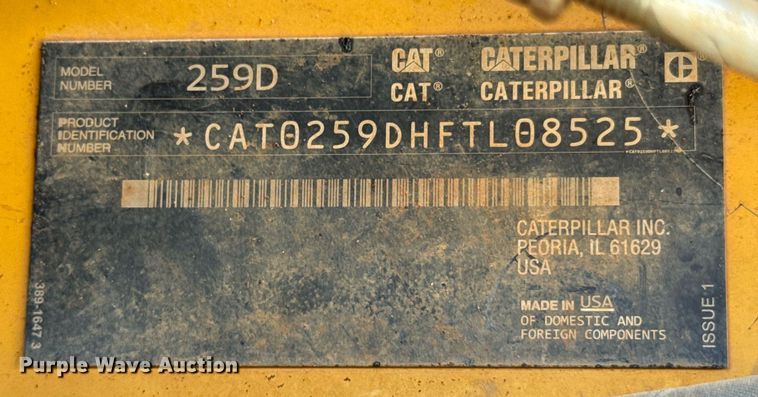 MODEL
NUMBER
259D
CAT® CATERPILLAR®
CAT® CATERPILLAR®
C
PRODUCT
IDENTIFICATION
NUMBER
*CAT0259DHFTL08525*
CATERPILLAR INC.
PEORIA, IL 61629
USA
MADE IN USA
OF DOMESTIC AND
FOREIGN COMPONENTS
ISSUE 1
389-1647 3
Purple Wave Auction